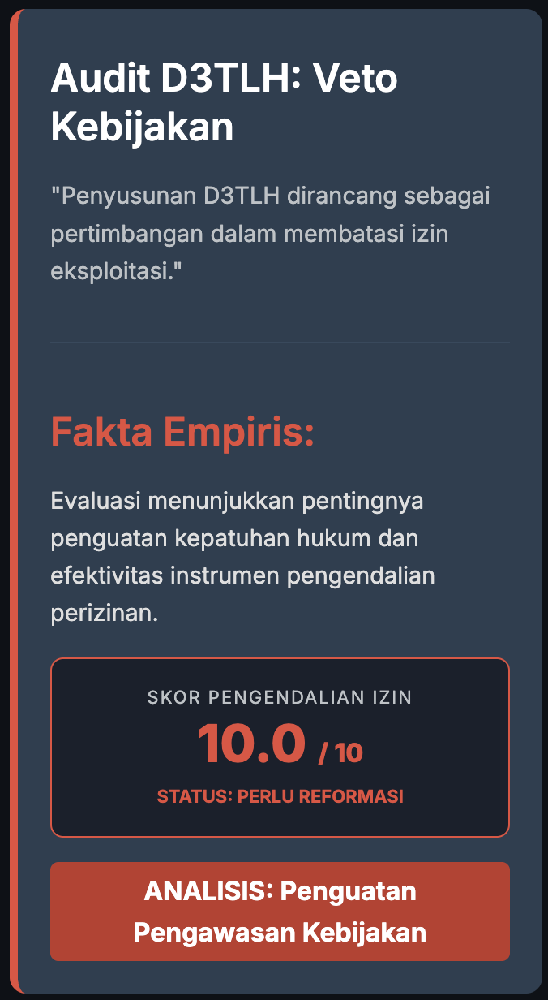 Audit D3TLH: Veto
Kebijakan
"Penyusunan D3TLH dirancang sebagai
pertimbangan dalam membatasi izin
eksploitasi."
Fakta Empiris:
Evaluasi menunjukkan pentingnya
penguatan kepatuhan hukum dan
efektivitas instrumen pengendalian
perizinan.
SKOR PENGENDALIAN IZIN
10.0 / 10
STATUS: PERLU REFORMASI
ANALISIS: Penguatan
Pengawasan Kebijakan